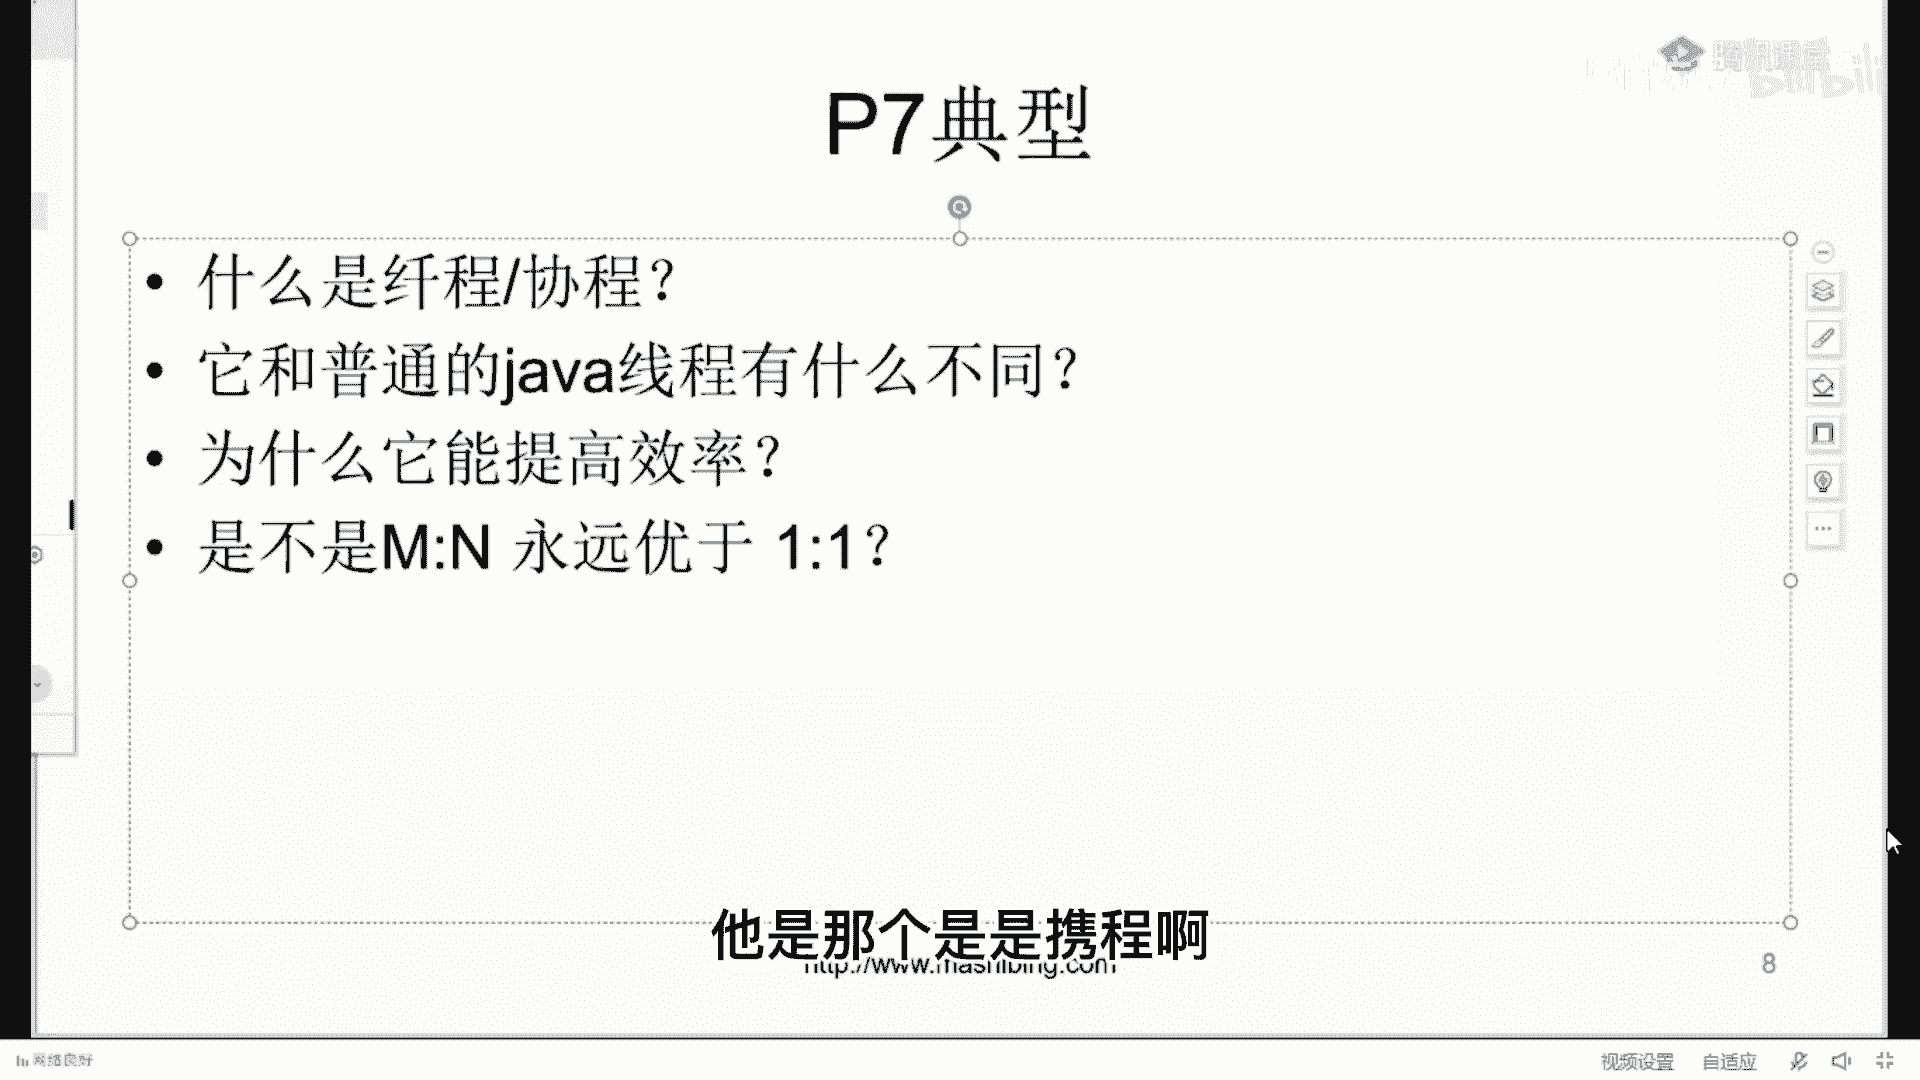 腾讯课堂
bilibili
P7典型
• 什么是纤程/协程？
• 它和普通的java线程有什么不同？
• 为什么它能提高效率？
• 是不是M:N 永远优于 1:1？
他是那个是是携程啊
http://www.mashibing.com
8
网络良好
视频设置 自适应